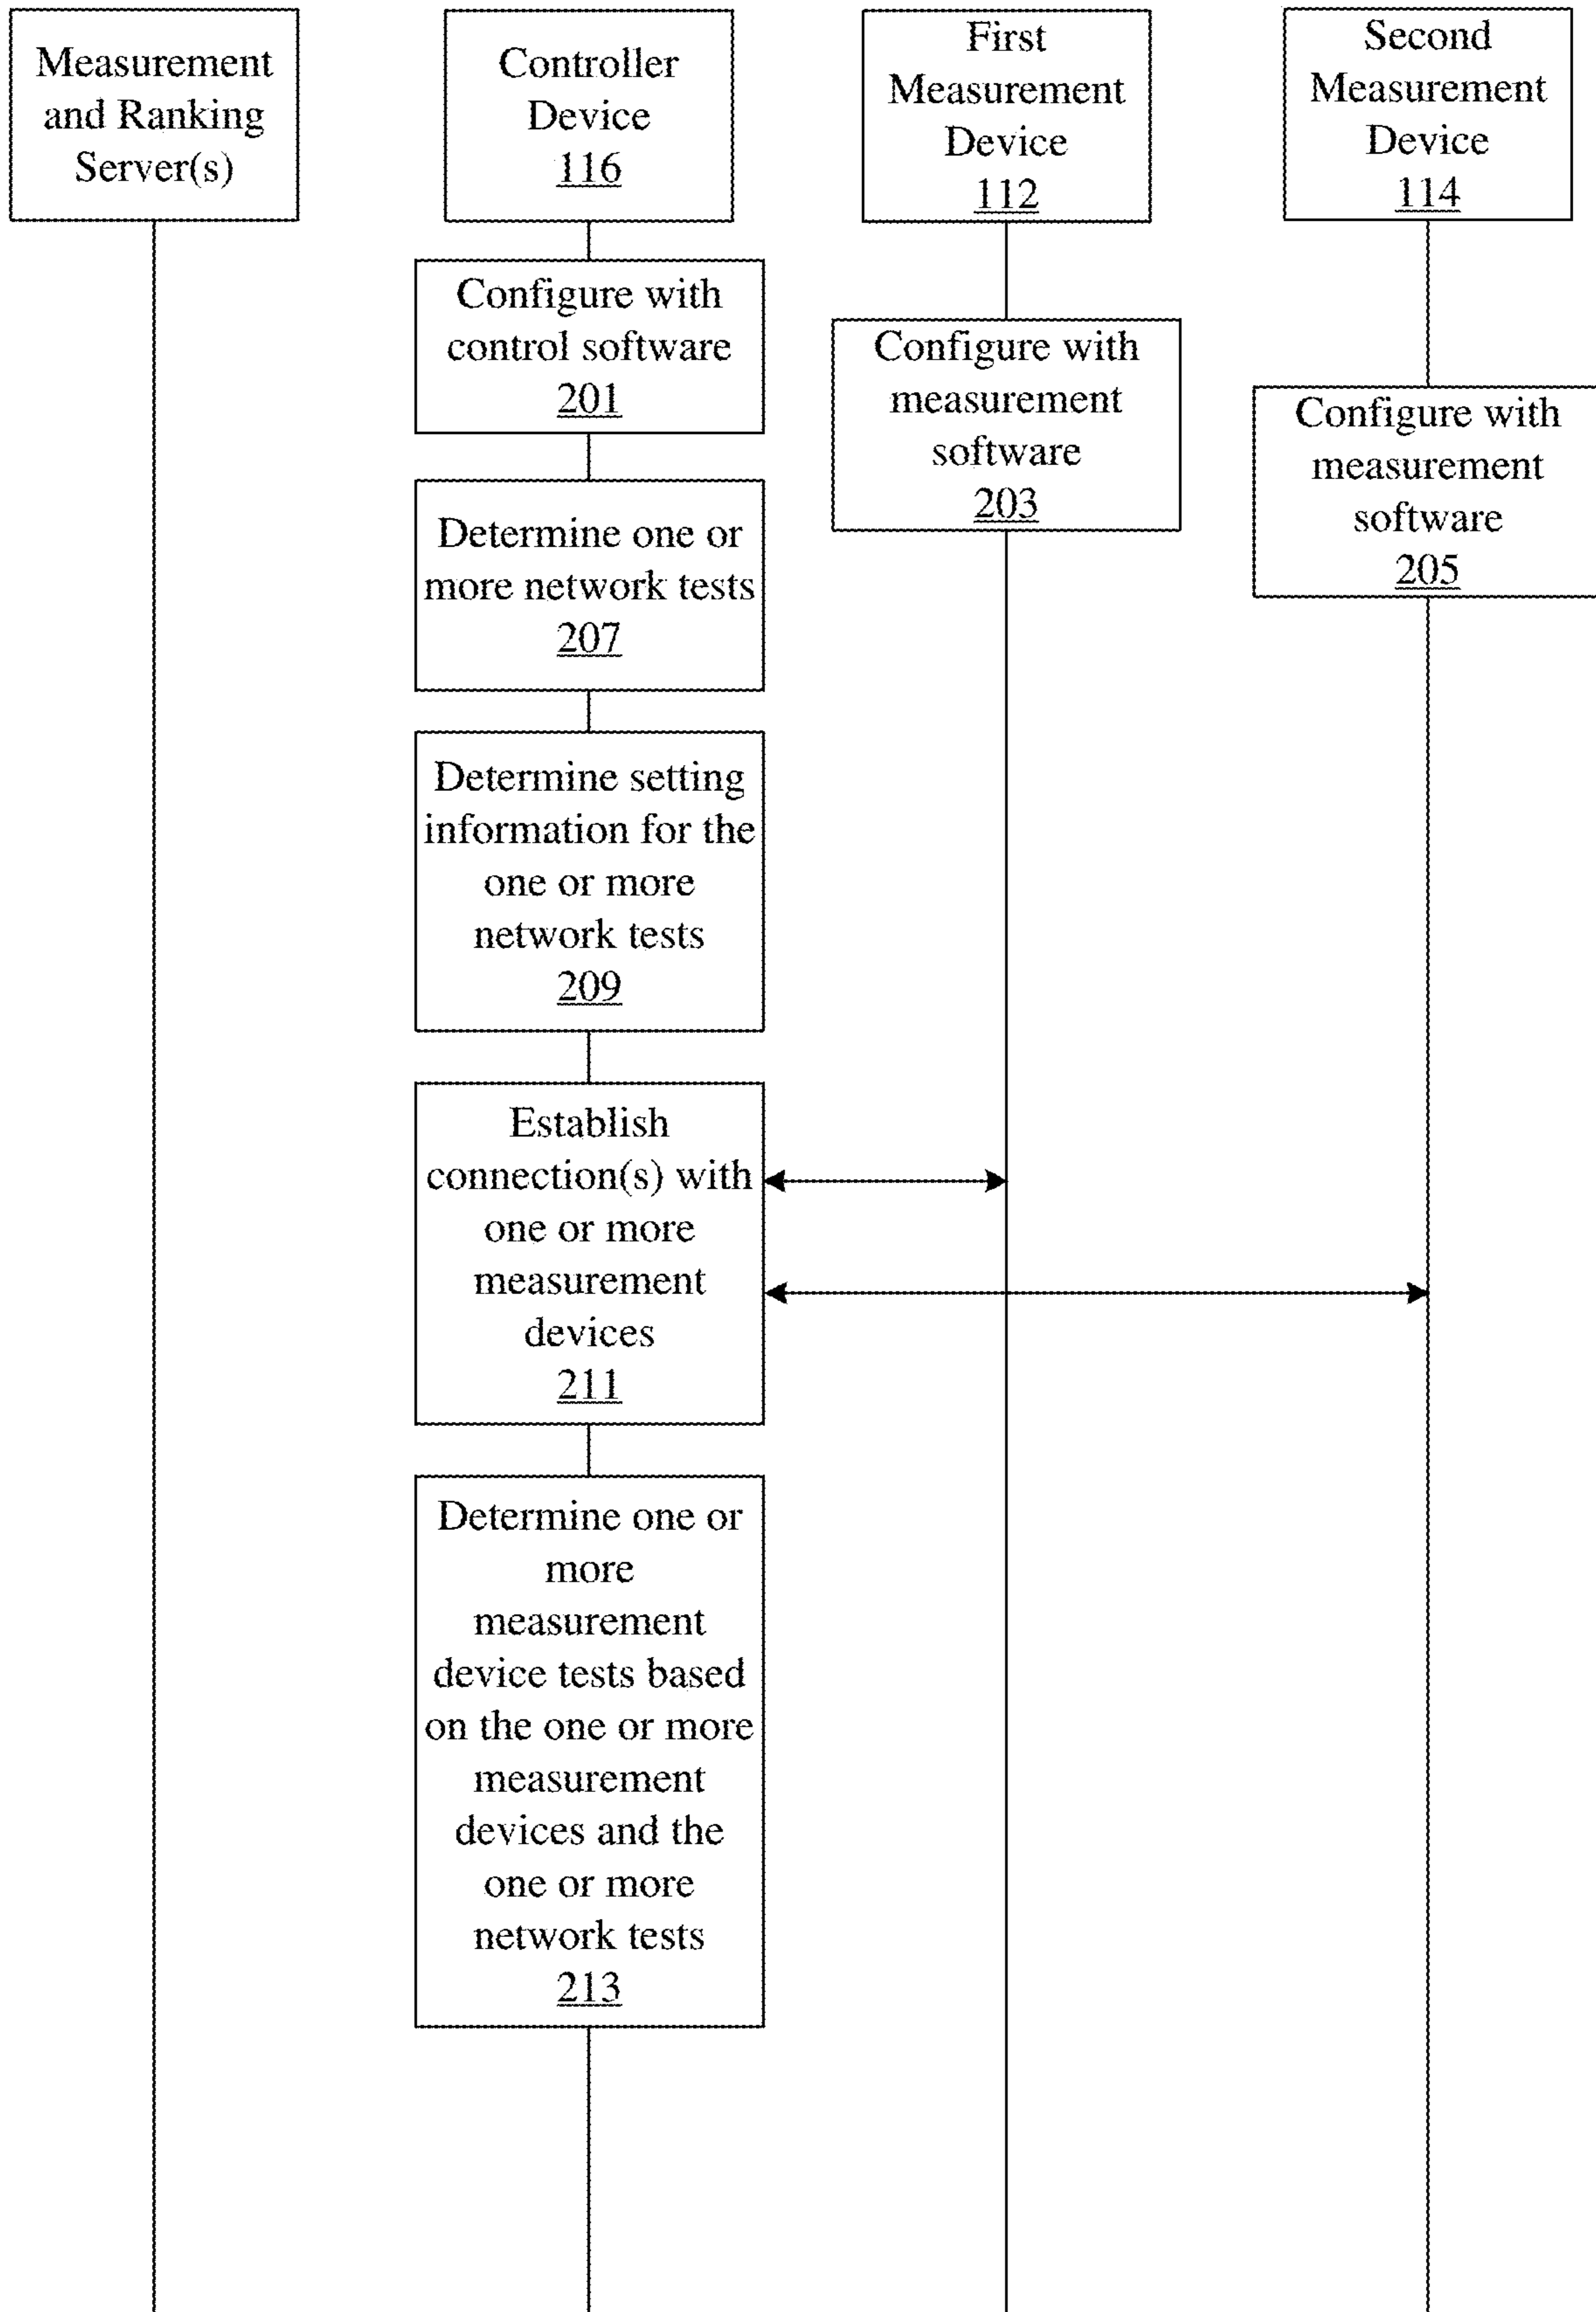 Measurement
and Ranking
Server(s)
Controller
Device
116
First
Measurement
Device
112
Second
Measurement
Device
114
Configure with
control software
201
Configure with
measurement
software
203
Configure with
measurement
software
205
Determine one or
more network tests
207
Determine setting
information for the
one or more
network tests
209
Establish
connection(s) with
one or more
measurement
devices
211
Determine one or
more
measurement
device tests based
on the one or more
measurement
devices and the
one or more
network tests
213